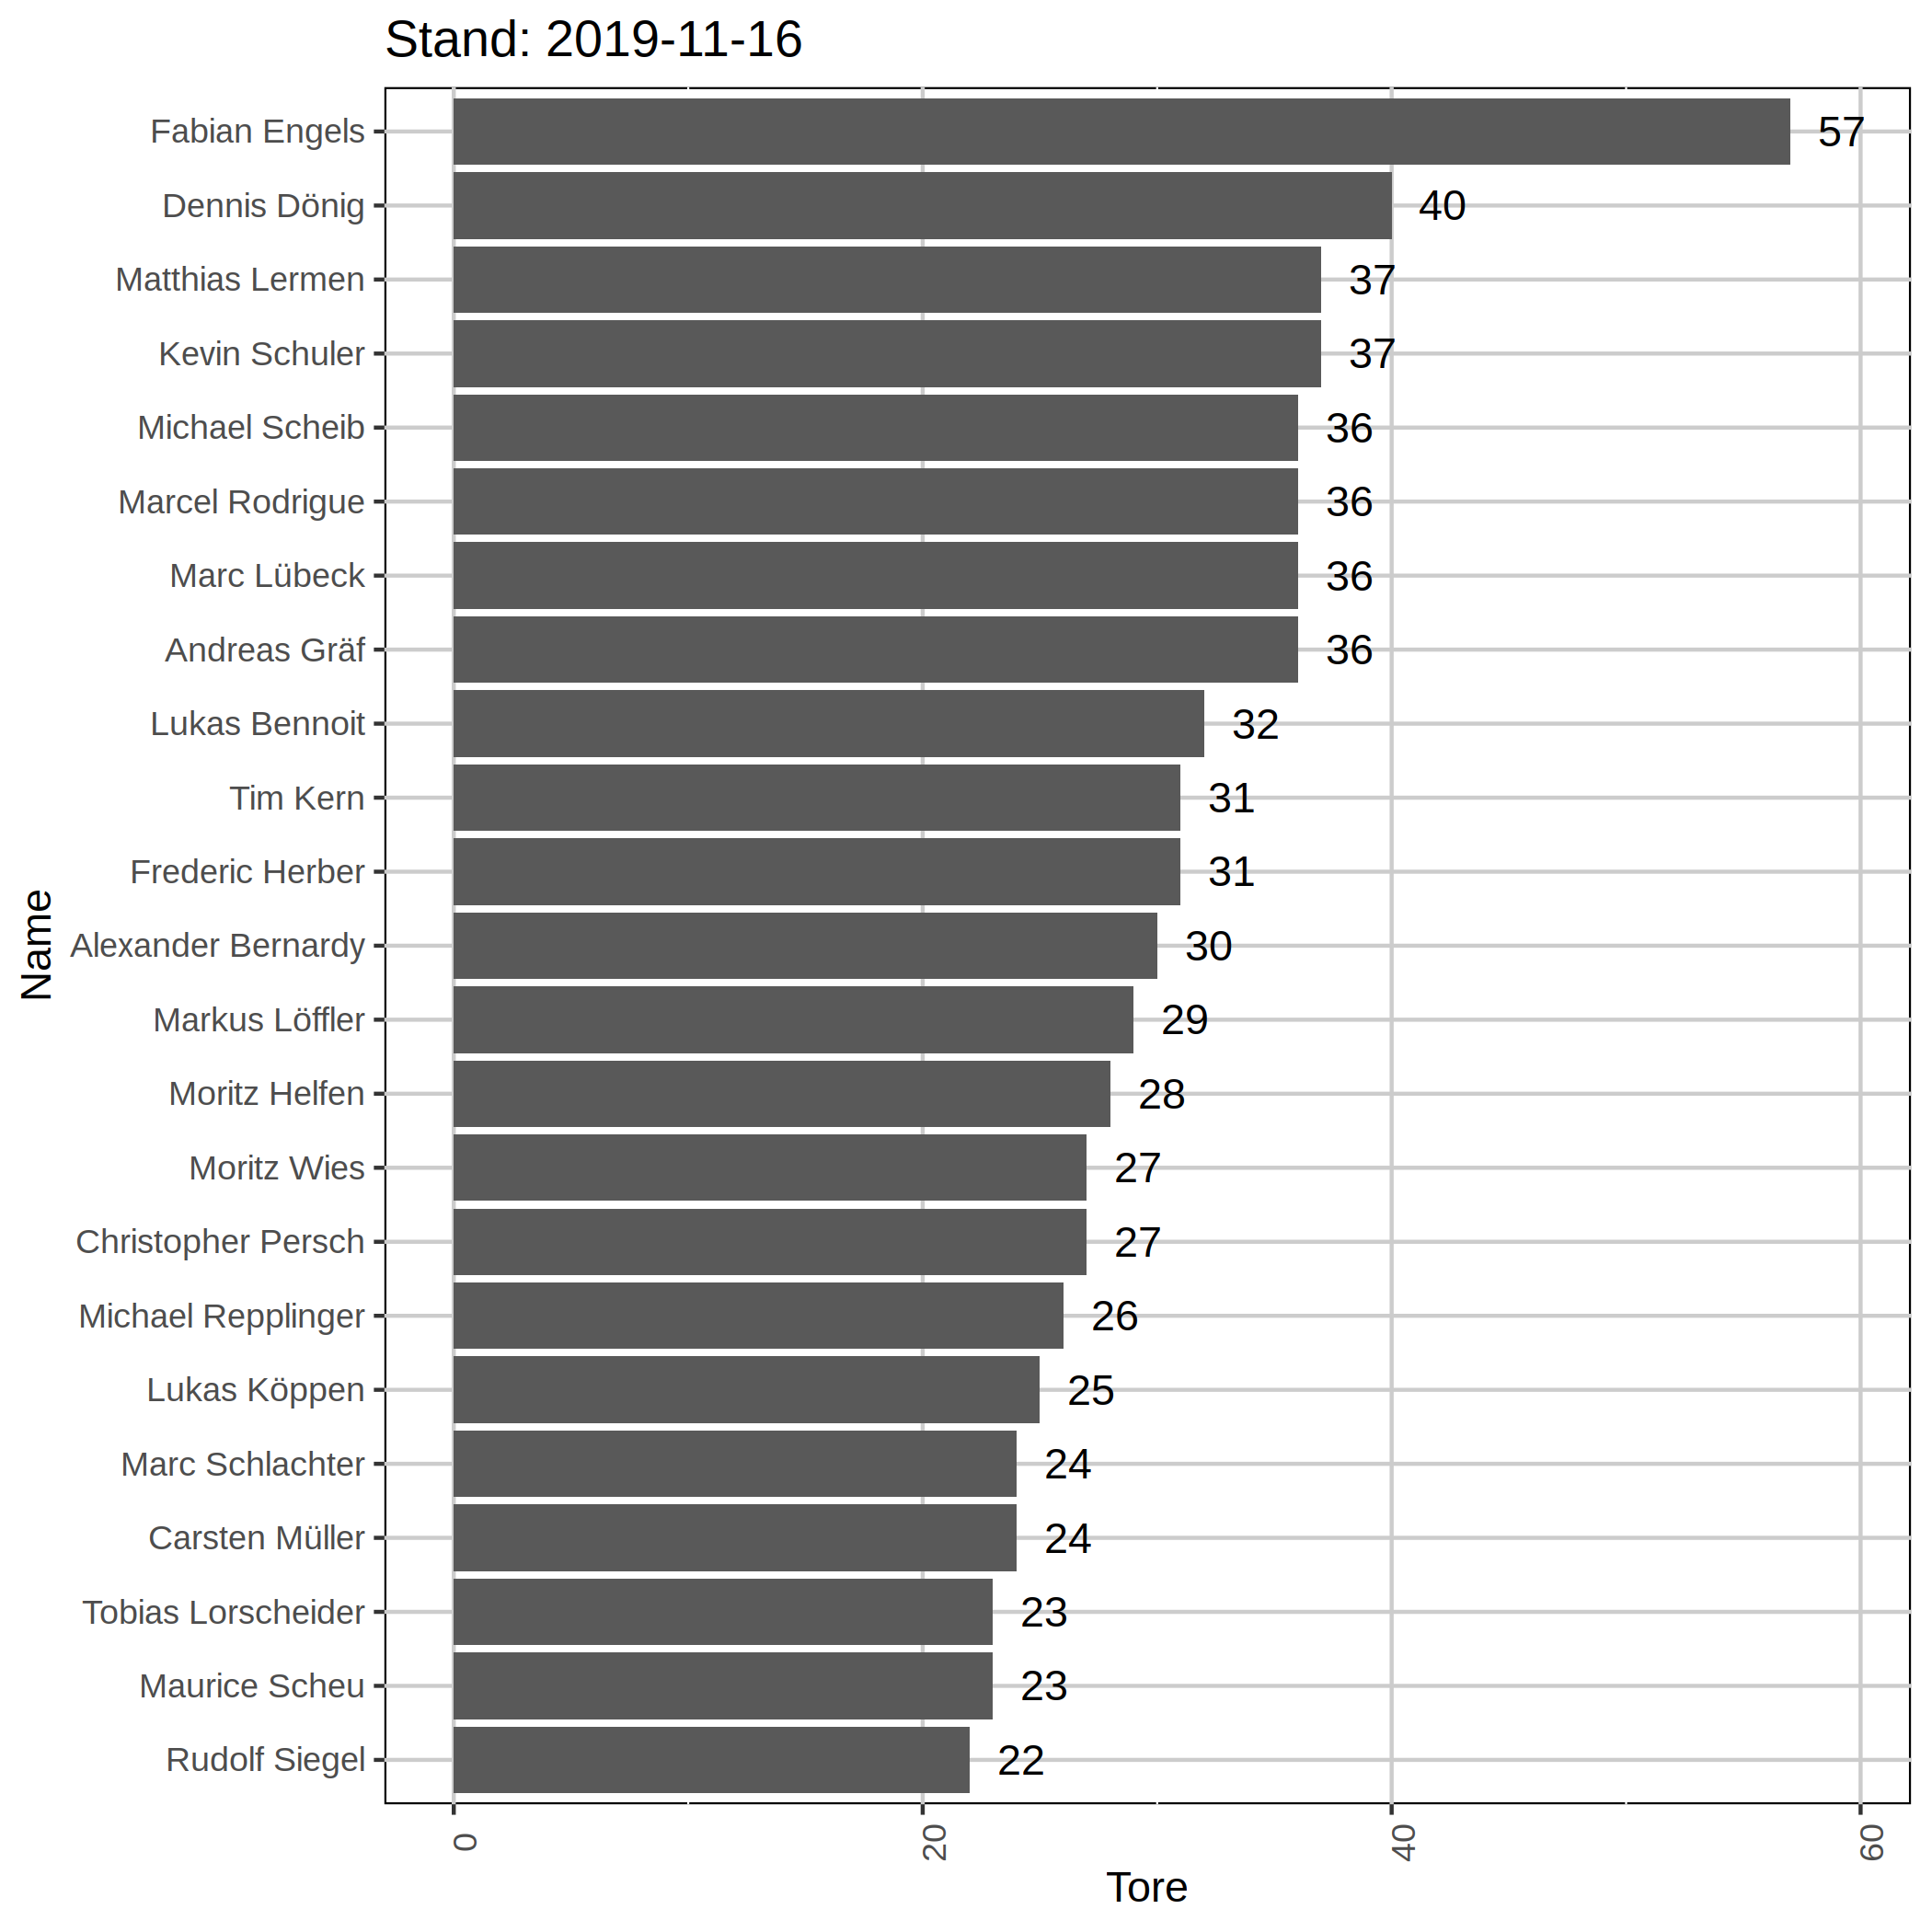 Stand: 2019-11-16
Fabian Engels 57
Dennis Dönig 40
Matthias Lermen 37
Kevin Schuler 37
Michael Scheib 36
Marcel Rodrigue 36
Marc Lübeck 36
Andreas Gräf 36
Lukas Bennoit 32
Tim Kern 31
Frederic Herber 31
Alexander Bernardy 30
Markus Löffler 29
Moritz Helfen 28
Moritz Wies 27
Christopher Persch 27
Michael Repplinger 26
Lukas Köppen 25
Marc Schlachter 24
Carsten Müller 24
Tobias Lorscheider 23
Maurice Scheu 23
Rudolf Siegel 22
Name
0 20 40 60
Tore